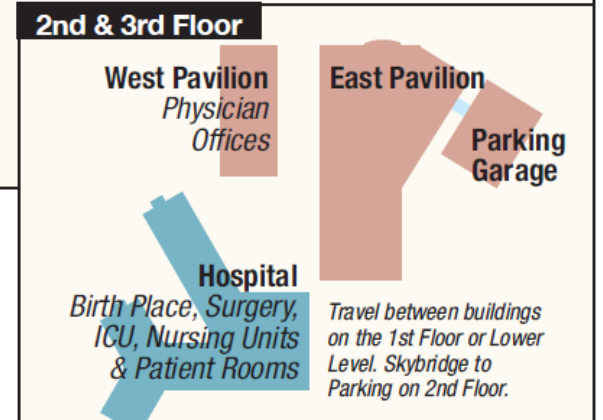 2nd & 3rd Floor
West Pavilion
Physician
Offices
East Pavilion
Parking
Garage
Hospital
Birth Place, Surgery,
ICU, Nursing Units
& Patient Rooms
Travel between buildings
on the 1st Floor or Lower
Level. Skybridge to
Parking on 2nd Floor.